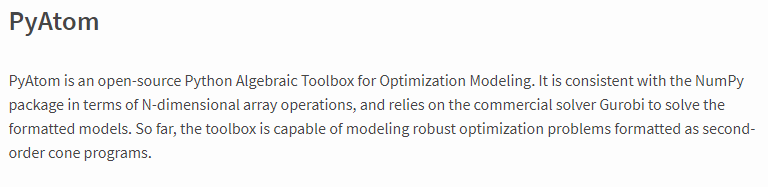 PyAtom
PyAtom is an open-source Python Algebraic Toolbox for Optimization Modeling. It is consistent with the NumPy
package in terms of N-dimensional array operations, and relies on the commercial solver Gurobi to solve the
formatted models. So far, the toolbox is capable of modeling robust optimization problems formatted as second-
order cone programs.